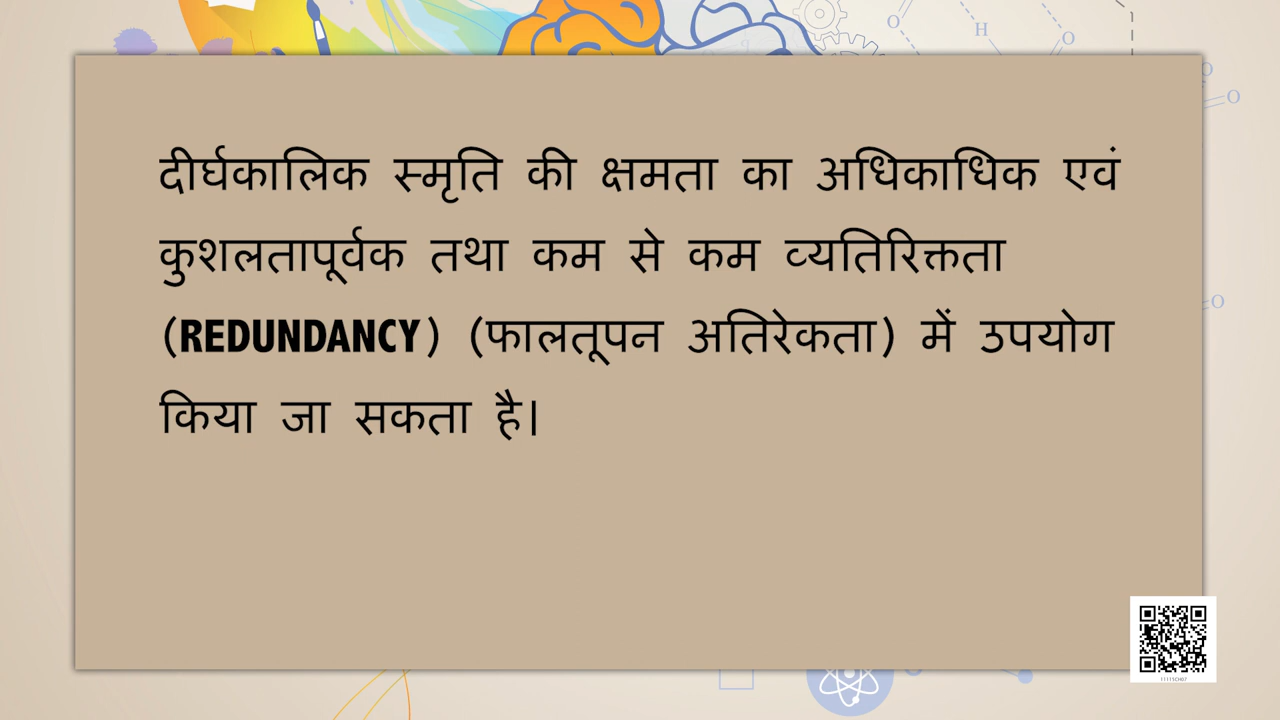 दीर्घकालिक स्मृति की क्षमता का अधिकाधिक एवं
कुशलतापूर्वक तथा कम से कम व्यतिरिक्तता
(REDUNDANCY) (फालतूपन अतिरेकता) में उपयोग
किया जा सकता है।
H
O
O
O
O
O